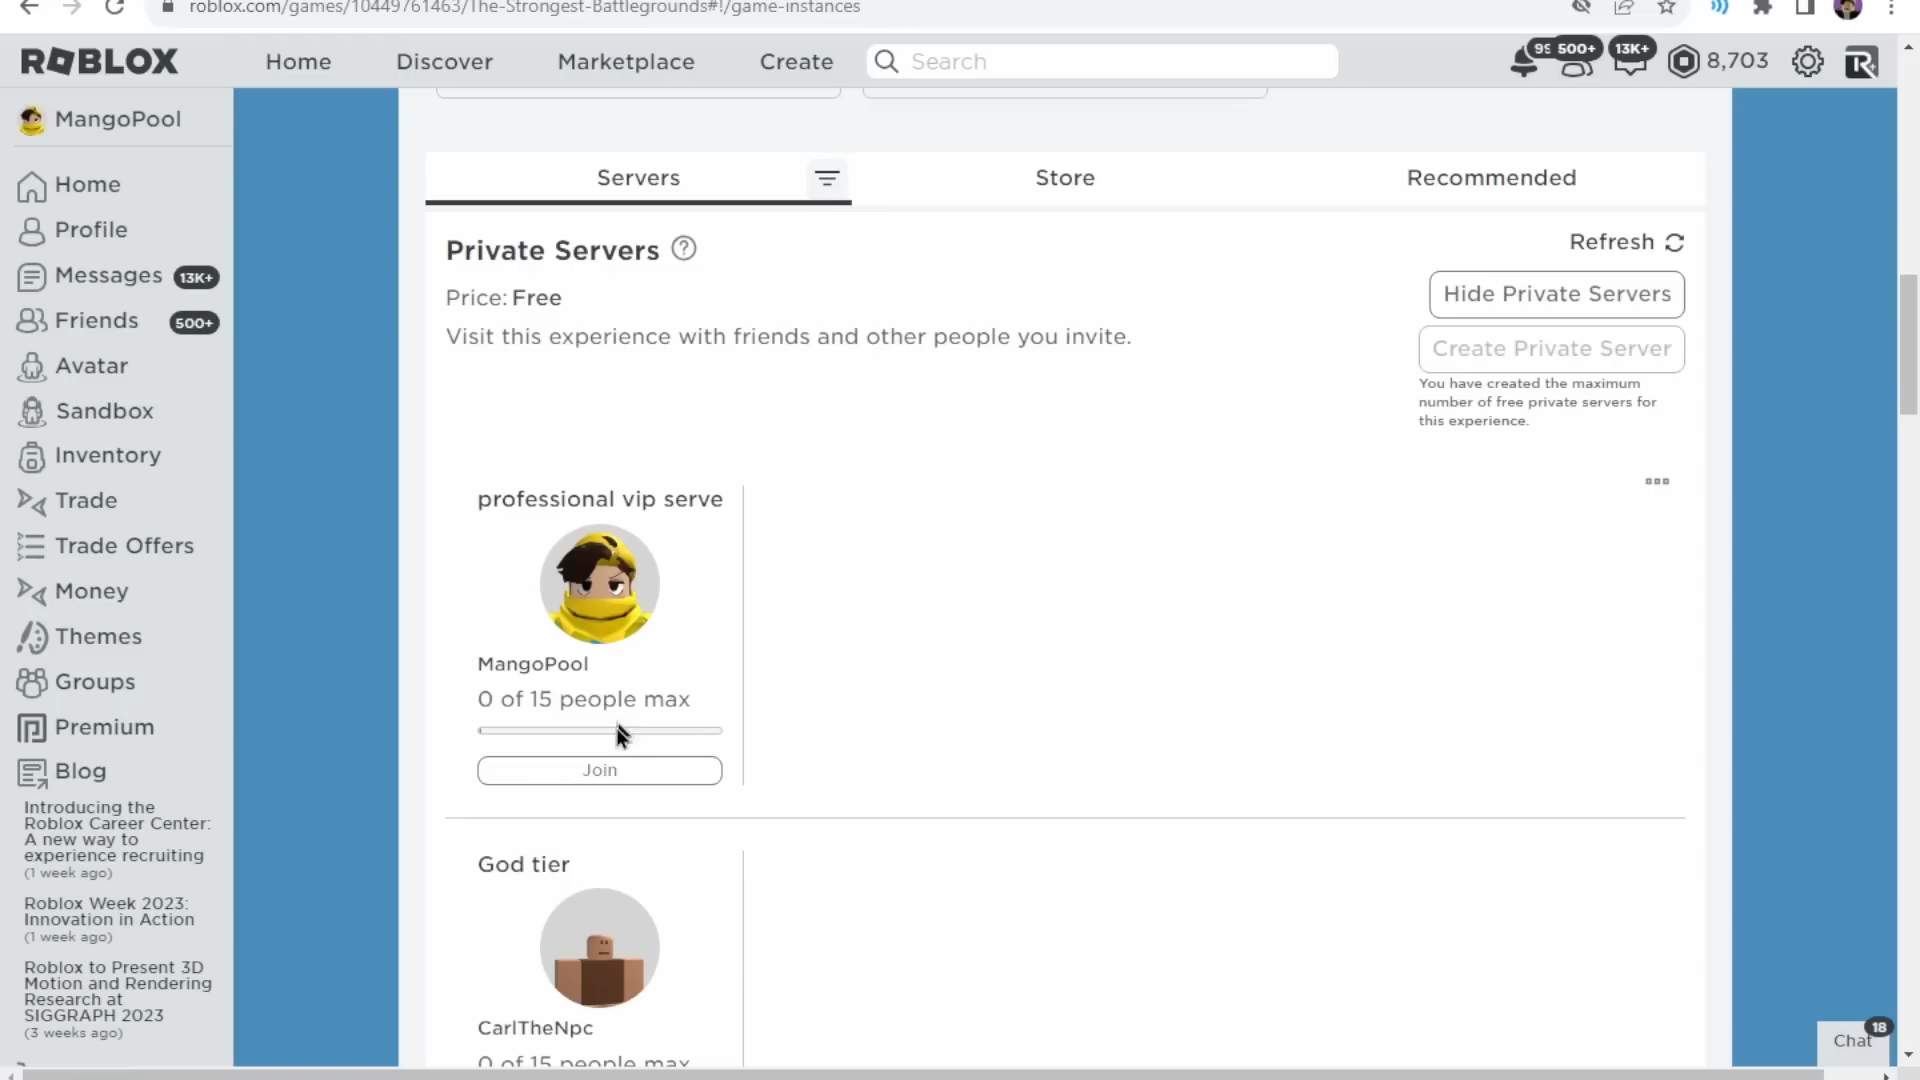 roblox.com/games/10449761463/The-Strongest-Battlegrounds#!/game-instances
ROBLOX
Home
Discover
Marketplace
Create
Search
99
500+
13K+
8,703
MangoPool
Home
Profile
Messages 13K+
Friends 500+
Avatar
Sandbox
Inventory
Trade
Trade Offers
Money
Themes
Groups
Premium
Blog
Introducing the
Roblox Career Center:
A new way to
experience recruiting
(1 week ago)
Roblox Week 2023:
Innovation in Action
(1 week ago)
Roblox to Present 3D
Motion and Rendering
Research at
SIGGRAPH 2023
(3 weeks ago)
Servers
Store
Recommended
Private Servers ?
Refresh
Price: Free
Hide Private Servers
Visit this experience with friends and other people you invite.
Create Private Server
You have created the maximum
number of free private servers for
this experience.
professional vip serve
MangoPool
0 of 15 people max
Join
God tier
CarlTheNpc
0 of 15 people max
Chat 18